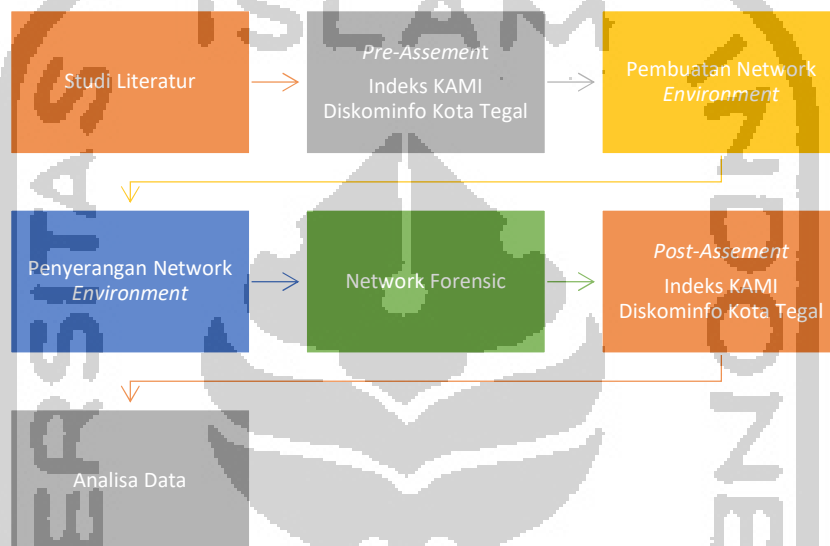 ISLAM
Studi Literatur
Pre-Assement
Indeks KAMI
Diskominfo Kota Tegal
Pembuatan Network
Environment
Penyerangan Network
Environment
Network Forensic
Post-Assement
Indeks KAMI
Diskominfo Kota Tegal
Analisa Data